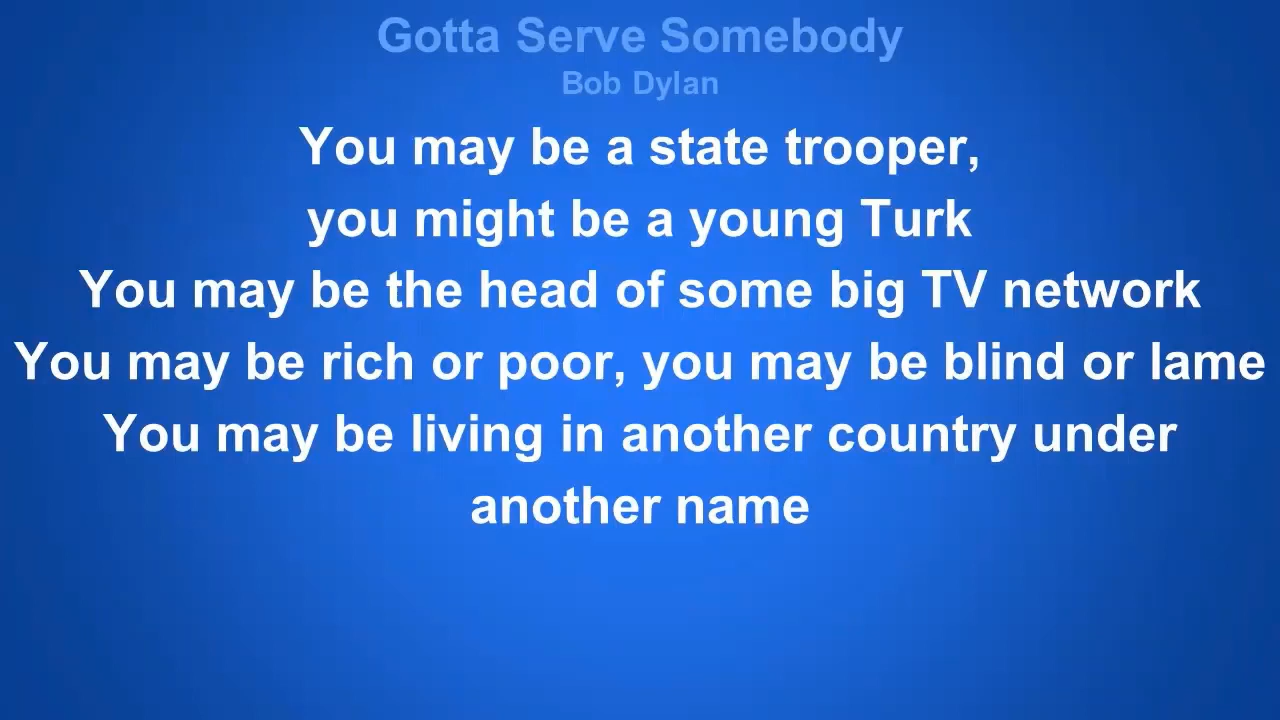 Gotta Serve Somebody
Bob Dylan
You may be a state trooper,
you might be a young Turk
You may be the head of some big TV network
You may be rich or poor, you may be blind or lame
You may be living in another country under
another name